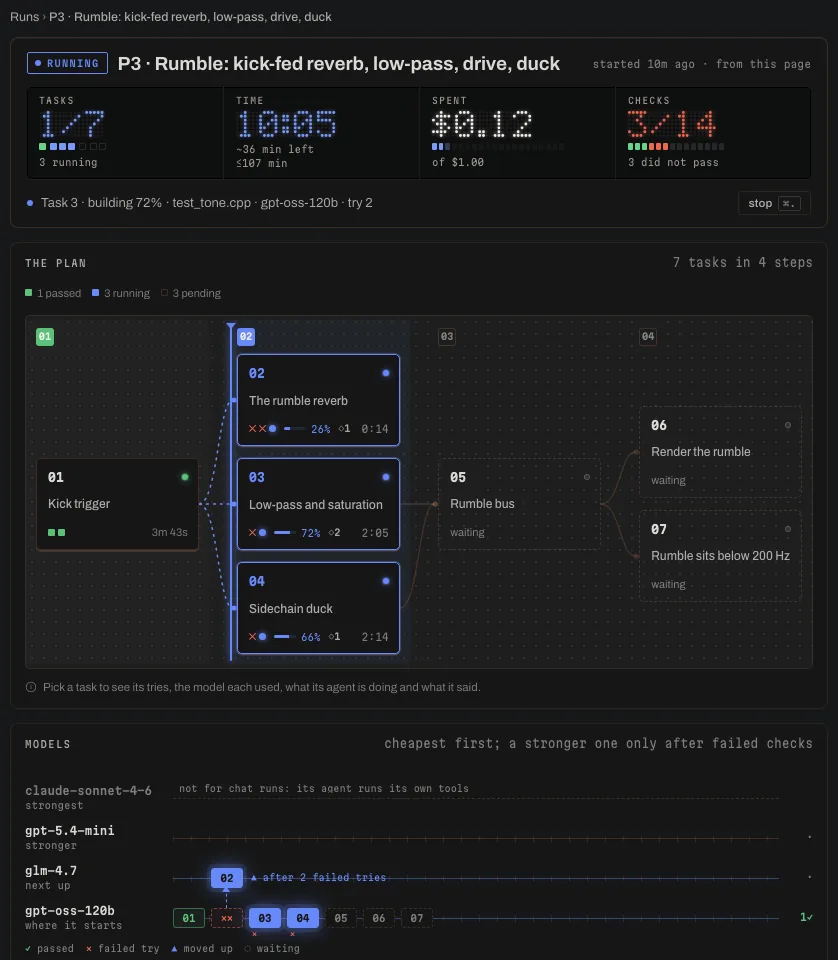 Runs › P3 · Rumble: kick-fed reverb, low-pass, drive, duck
RUNNING
P3 · Rumble: kick-fed reverb, low-pass, drive, duck
started 10m ago · from this page
TASKS
1/7
3 running
TIME
10:05
~36 min left
≤107 min
SPENT
$0.12
of $1.00
CHECKS
3/14
3 did not pass
Task 3 · building 72% · test_tone.cpp · gpt-oss-120b · try 2
stop ⌘.
THE PLAN
7 tasks in 4 steps
1 passed
3 running
3 pending
01
02
03
04
01
Kick trigger
3m 43s
02
The rumble reverb
26% ◇1 0:14
03
Low-pass and saturation
72% ◇2 2:05
04
Sidechain duck
66% ◇1 2:14
05
Rumble bus
waiting
06
Render the rumble
waiting
07
Rumble sits below 200 Hz
waiting
Pick a task to see its tries, the model each used, what its agent is doing and what it said.
MODELS
cheapest first; a stronger one only after failed checks
claude-sonnet-4-6
strongest
not for chat runs: its agent runs its own tools
gpt-5.4-mini
stronger
glm-4.7
next up
02
▲ after 2 failed tries
gpt-oss-120b
where it starts
01 ×× 03 04 05 06 07
1✓
✓ passed × failed try ▲ moved up ◌ waiting